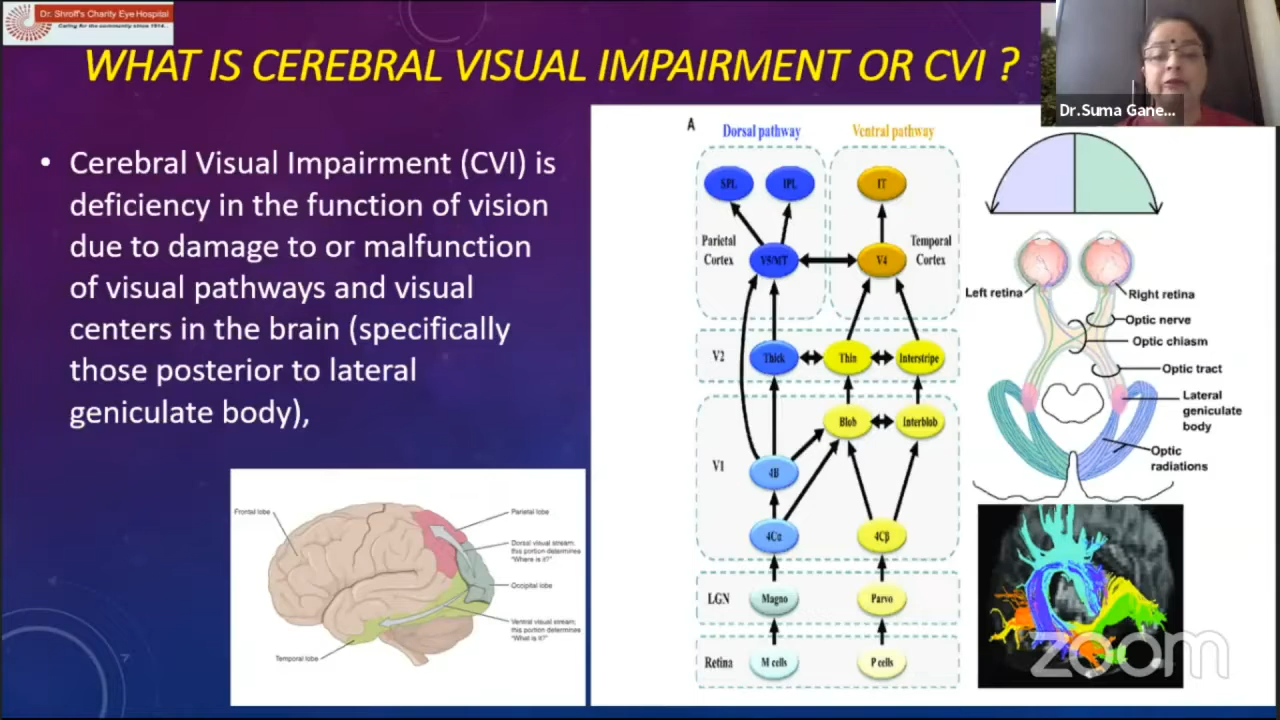 Dr. Shroff's Charity Eye Hospital
Caring for the community since 1914...
WHAT IS CEREBRAL VISUAL IMPAIRMENT OR CVI ?
Dr.Suma Gane...
• Cerebral Visual Impairment (CVI) is
deficiency in the function of vision
due to damage to or malfunction
of visual pathways and visual
centers in the brain (specifically
those posterior to lateral
geniculate body),
Frontal lobe
Parietal lobe
Dorsal visual stream;
this portion determines
"Where is it?"
Occipital lobe
Ventral visual stream;
this portion determines
"What is it?"
Temporal lobe
A
Dorsal pathway
Ventral pathway
SPL
IPL
IT
Parietal
Cortex
V5/MT
V4
Temporal
Cortex
V2
Thick
Thin
Interstripe
Blob
Interblob
V1
4B
4Cα
4Cβ
LGN
Magno
Parvo
Retina
M cells
P cells
Left retina
Right retina
Optic nerve
Optic chiasm
Optic tract
Lateral
geniculate
body
Optic
radiations
zoom